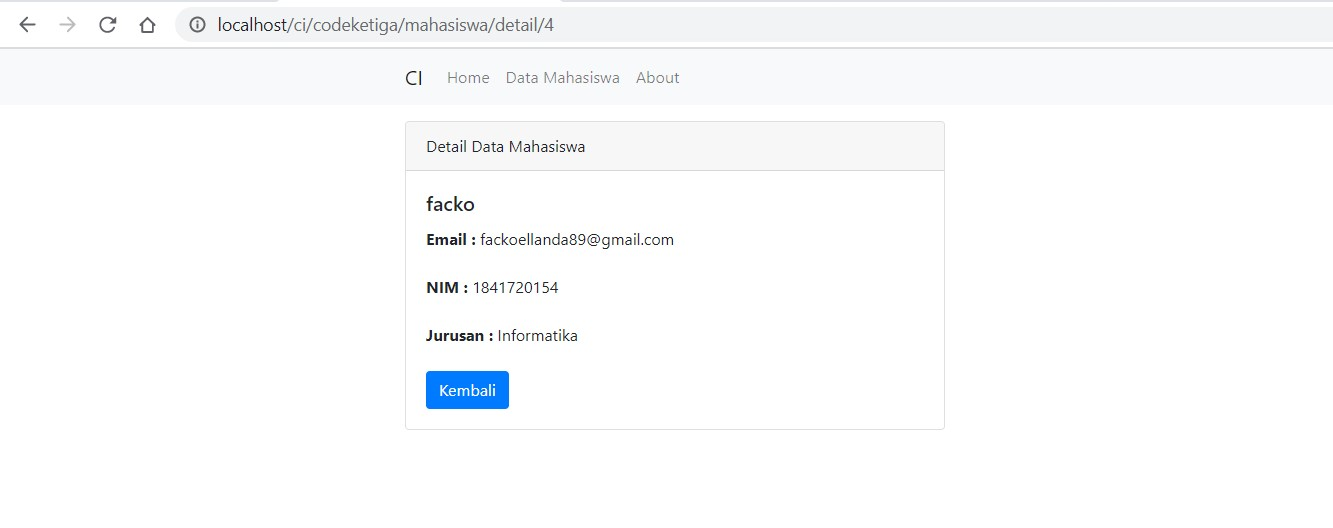 localhost/ci/codeketiga/mahasiswa/detail/4
CI Home Data Mahasiswa About
Detail Data Mahasiswa
facko
Email : fackoellanda89@gmail.com
NIM : 1841720154
Jurusan : Informatika
Kembali